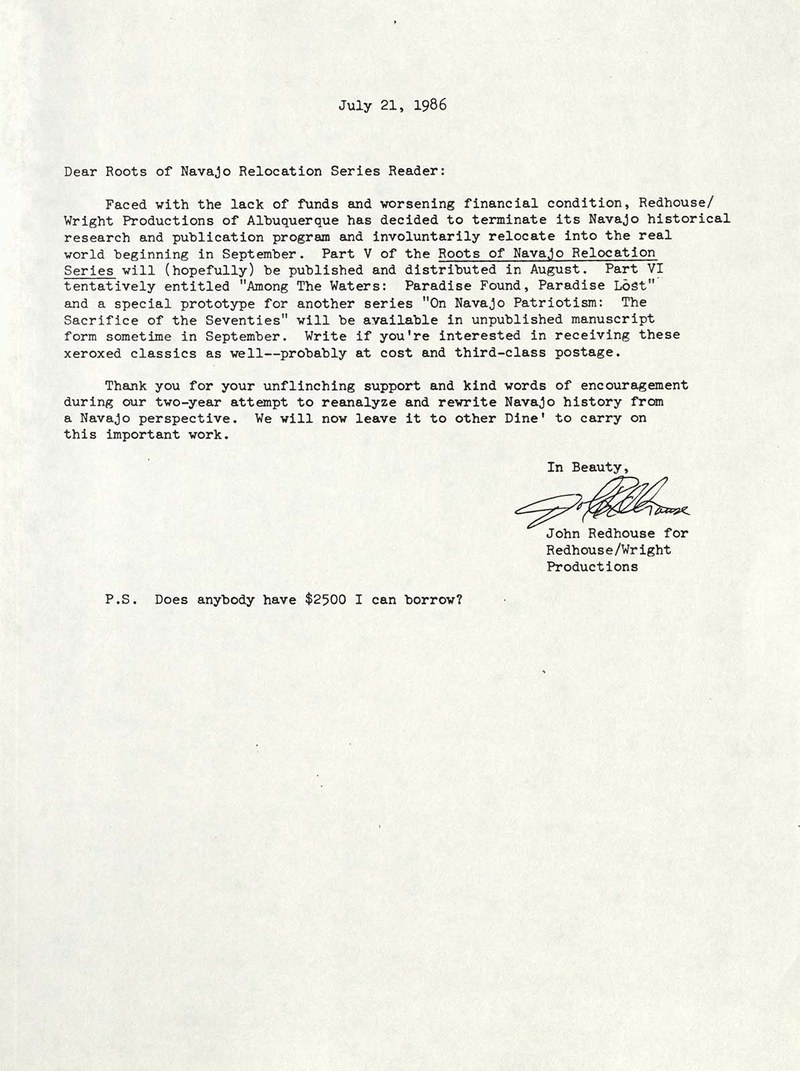 July 21, 1986
Dear Roots of Navajo Relocation Series Reader:
Faced with the lack of funds and worsening financial condition, Redhouse/
Wright Productions of Albuquerque has decided to terminate its Navajo historical
research and publication program and involuntarily relocate into the real
world beginning in September.  Part V of the Roots of Navajo Relocation
Series will (hopefully) be published and distributed in August.  Part VI
tentatively entitled "Among The Waters:  Paradise Found, Paradise Lost"
and a special prototype for another series "On Navajo Patriotism:  The
Sacrifice of the Seventies" will be available in unpublished manuscript
form sometime in September.  Write if you're interested in receiving these
xeroxed classics as well--probably at cost and third-class postage.
Thank you for your unflinching support and kind words of encouragement
during our two-year attempt to reanalyze and rewrite Navajo history from
a Navajo perspective.  We will now leave it to other Dine' to carry on
this important work.
In Beauty,
John Redhouse
John Redhouse for
Redhouse/Wright
Productions
P.S.  Does anybody have $2500 I can borrow?